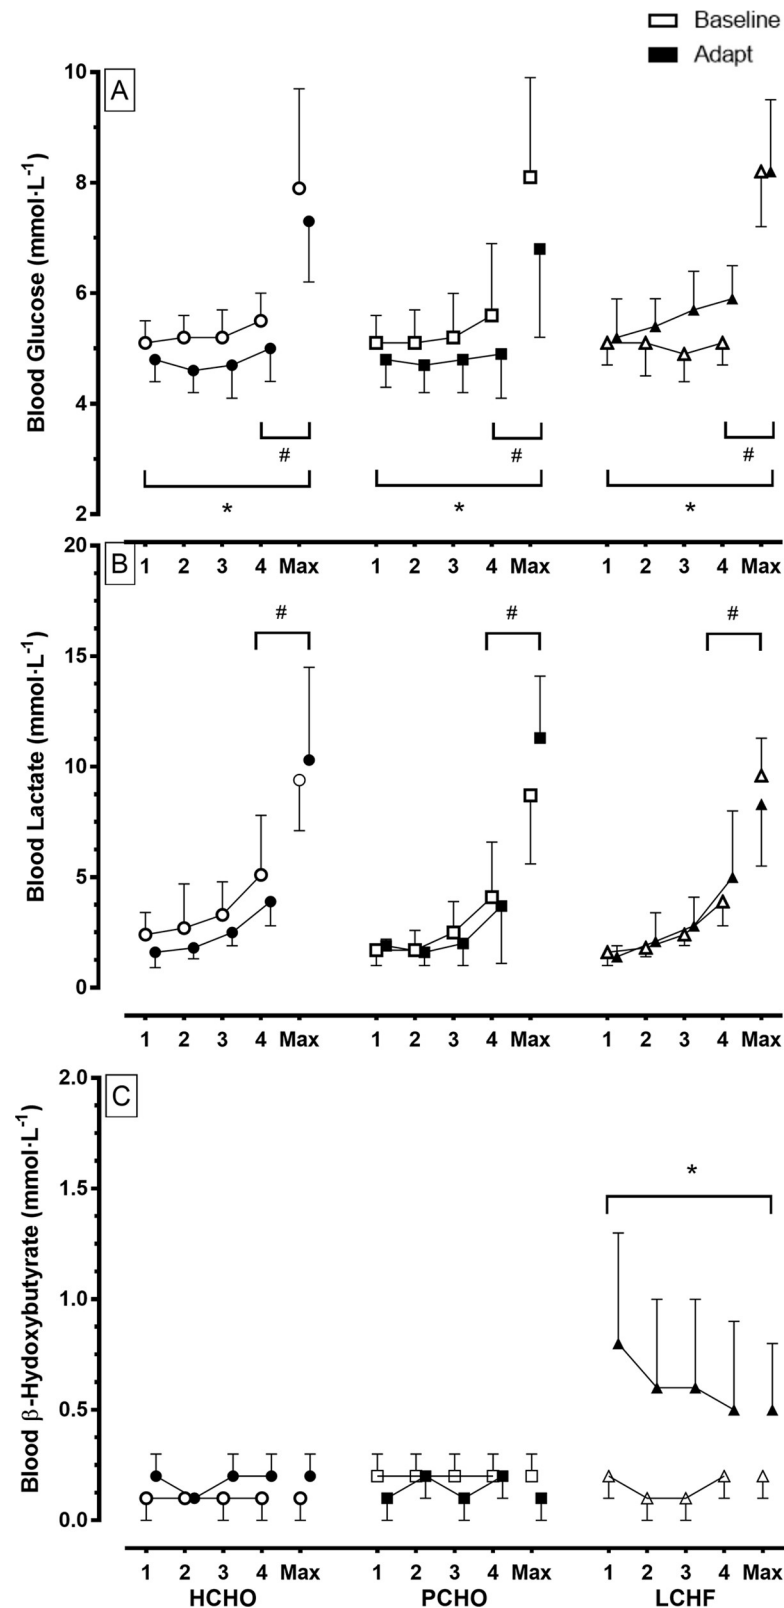 Baseline
Adapt
A
Blood Glucose (mmol·L-1)
10
8
6
4
2
# # #
* * *
1 2 3 4 Max 1 2 3 4 Max 1 2 3 4 Max
B
Blood Lactate (mmol·L-1)
20
15
10
5
0
# # #
1 2 3 4 Max 1 2 3 4 Max 1 2 3 4 Max
C
Blood β-Hydoxybutyrate (mmol·L-1)
2.0
1.5
1.0
0.5
0.0
*
1 2 3 4 Max 1 2 3 4 Max 1 2 3 4 Max
HCHO PCHO LCHF